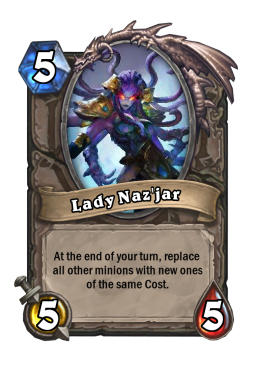 5
Lady Naz'jar
At the end of your turn, replace
all other minions with new ones
of the same Cost.
5
5